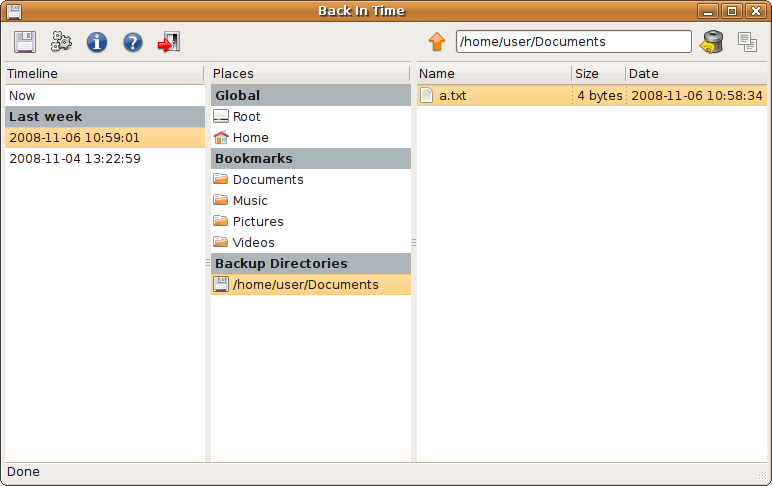 Back In Time
/home/user/Documents
Timeline
Now
Last week
2008-11-06 10:59:01
2008-11-04 13:22:59
Places
Global
Root
Home
Bookmarks
Documents
Music
Pictures
Videos
Backup Directories
/home/user/Documents
Name Size Date
a.txt 4 bytes 2008-11-06 10:58:34
Done